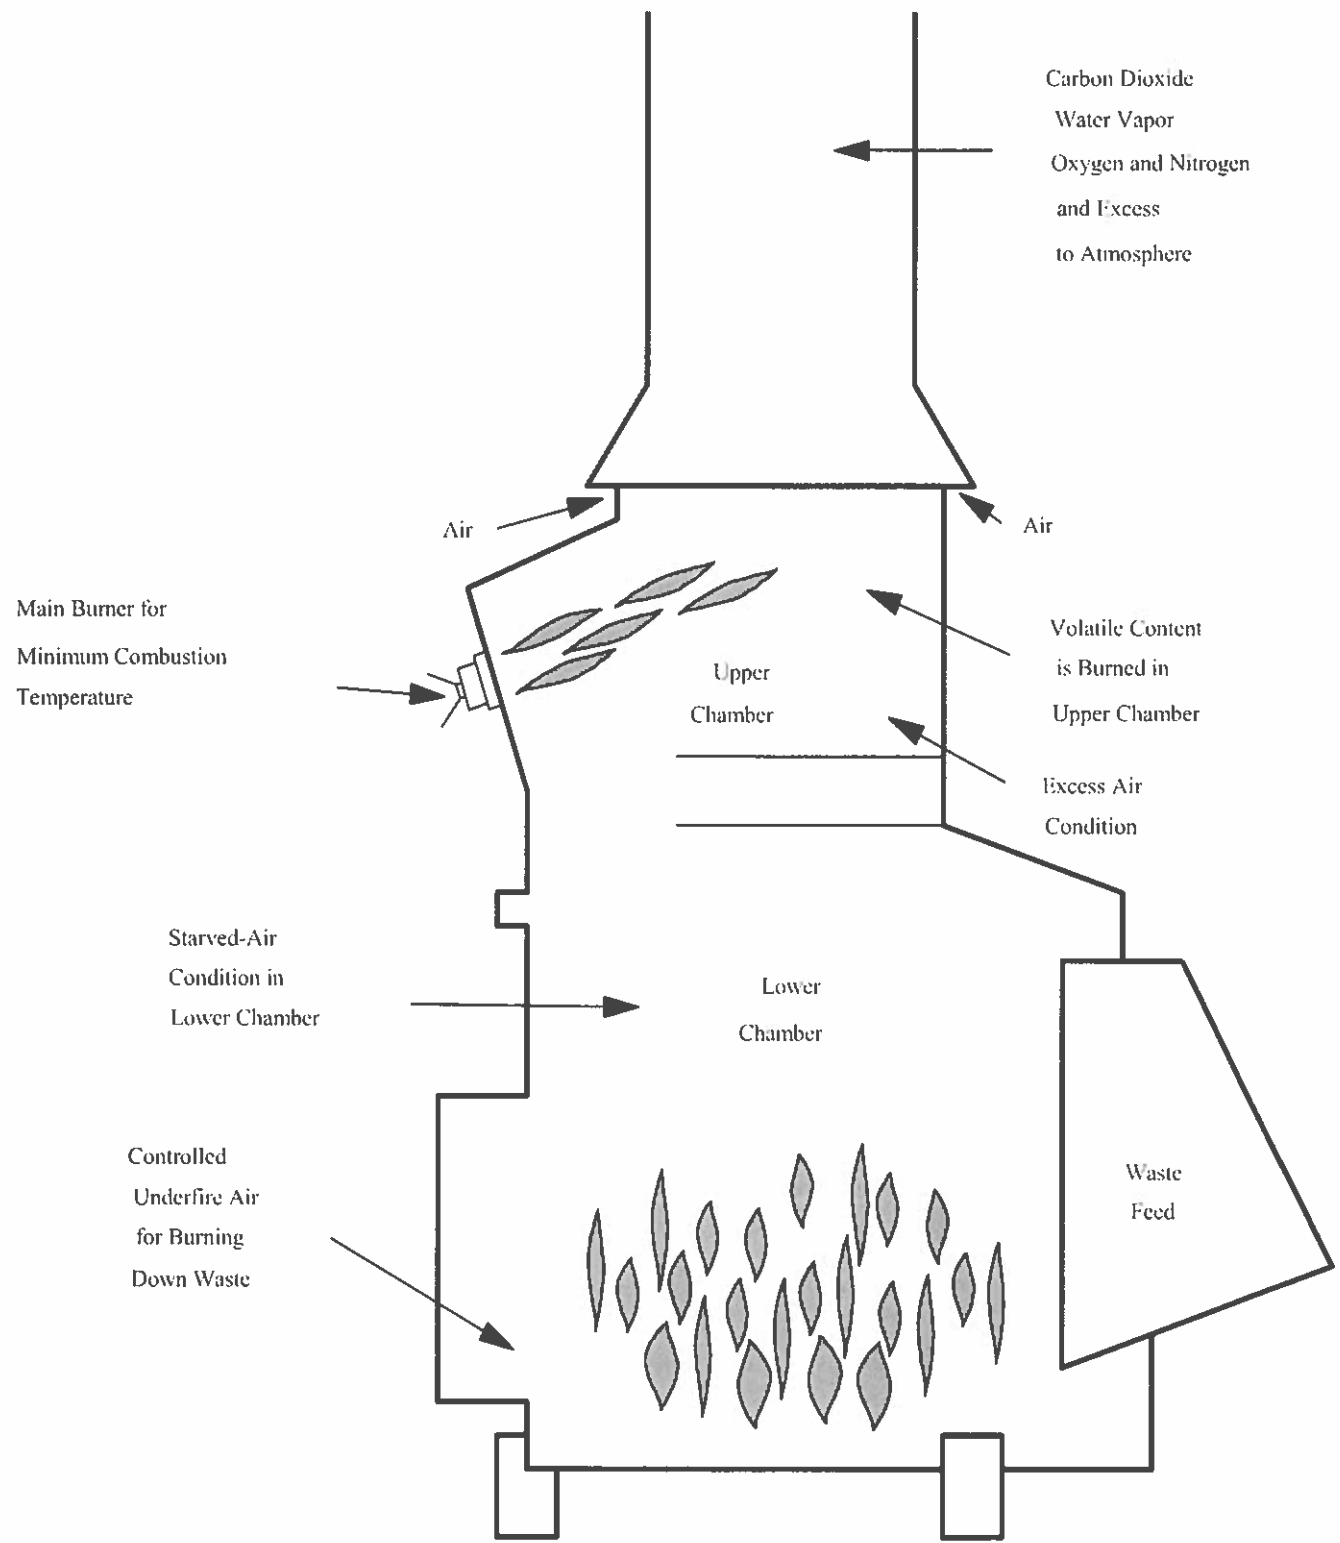 Carbon Dioxide
Water Vapor
Oxygen and Nitrogen
and Excess
to Atmosphere
Air
Air
Main Burner for
Minimum Combustion
Temperature
Volatile Content
is Burned in
Upper Chamber
Upper
Chamber
Excess Air
Condition
Starved-Air
Condition in
Lower Chamber
Lower
Chamber
Controlled
Underfire Air
for Burning
Down Waste
Waste
Feed